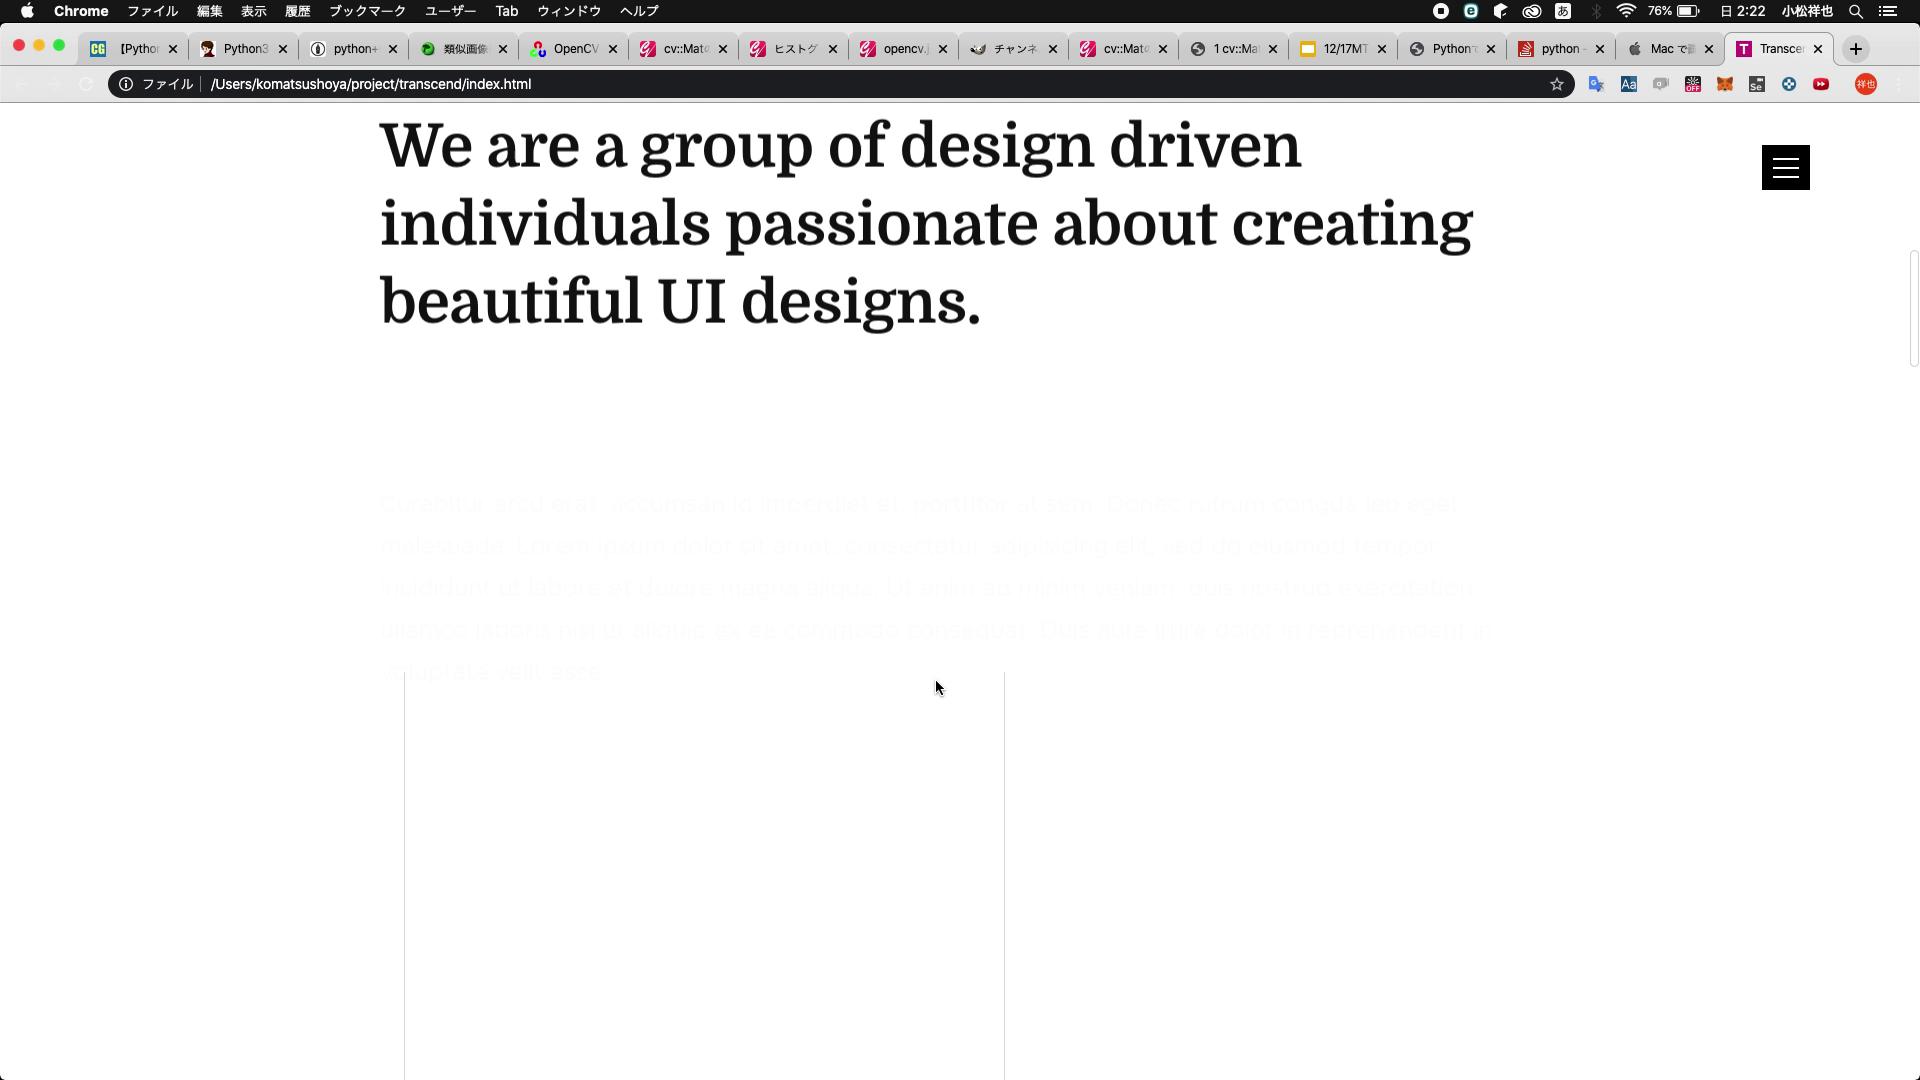 Chrome ファイル 編集 表示 履歴 ブックマーク ユーザー Tab ウィンドウ ヘルプ あ 76% 日 2:22 小松祥也
【Pytho Python3 python+ 類似画像 OpenCV cv::Mat ヒストグ opencv.j チャンネ cv::Mat 1 cv::Ma 12/17MT Python python - Mac で Transcen
ファイル /Users/komatsushoya/project/transcend/index.html 祥也
We are a group of design driven
individuals passionate about creating
beautiful UI designs.
Curabitur arcu erat, accumsan id imperdiet et, porttitor at sem. Donec rutrum congue leo eget
malesuada. Lorem ipsum dolor sit amet, consectetur adipisicing elit, sed do eiusmod tempor
incididunt ut labore et dolore magna aliqua. Ut enim ad minim veniam, quis nostrud exercitation
ullamco laboris nisi ut aliquip ex ea commodo consequat. Duis aute irure dolor in reprehenderit in
voluptate velit esse.